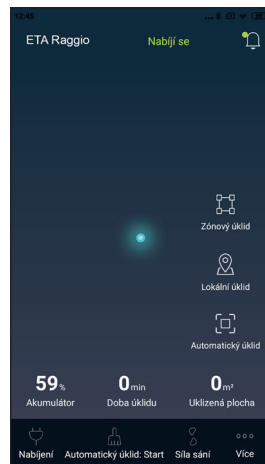 12:45
ETA Raggio
Nabíjí se
Zónový úklid
Lokální úklid
Automatický úklid
59% 0min 0m²
Akumulátor Doba úklidu Uklizená plocha
Nabíjení Automatický úklid: Start Síla sání Více